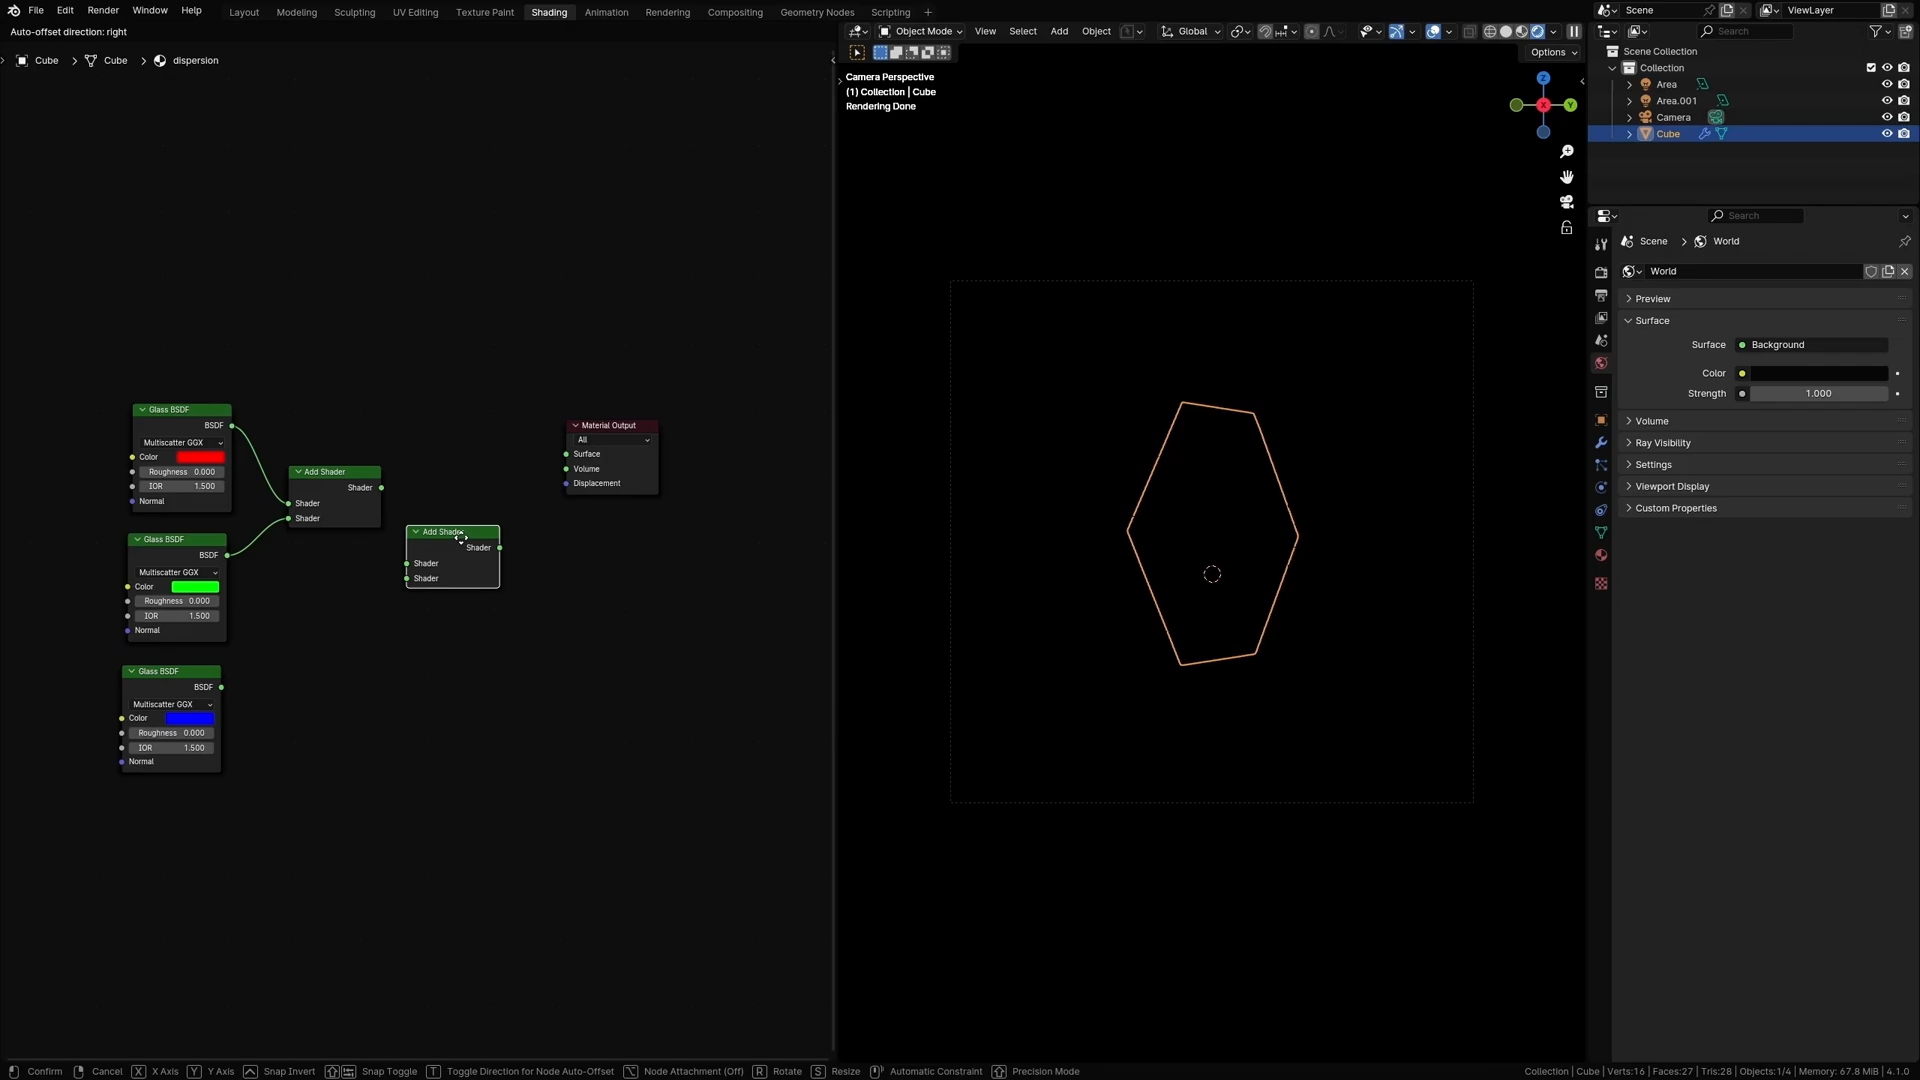 File Edit Render Window Help Layout Modeling Sculpting UV Editing Texture Paint Shading Animation Rendering Compositing Geometry Nodes Scripting +
Scene ViewLayer
Auto-offset direction: right
Object Mode View Select Add Object Global
Search
Options
Cube > Cube > dispersion
Camera Perspective
(1) Collection | Cube
Rendering Done
Z
X
Y
Scene Collection
Collection
Area
Area.001
Camera
Cube
Search
Scene > World
World
Preview
Surface
Surface Background
Color
Strength 1.000
Volume
Ray Visibility
Settings
Viewport Display
Custom Properties
Glass BSDF
BSDF
Multiscatter GGX
Color
Roughness 0.000
IOR 1.500
Normal
Glass BSDF
BSDF
Multiscatter GGX
Color
Roughness 0.000
IOR 1.500
Normal
Glass BSDF
BSDF
Multiscatter GGX
Color
Roughness 0.000
IOR 1.500
Normal
Add Shader
Shader
Shader
Shader
Add Shader
Shader
Shader
Shader
Material Output
All
Surface
Volume
Displacement
Confirm Cancel X X Axis Y Y Axis Snap Invert Snap Toggle T Toggle Direction for Node Auto-Offset Node Attachment (Off) R Rotate S Resize Automatic Constraint Precision Mode
Collection | Cube | Verts:16 | Faces:27 | Tris:28 | Objects:1/4 | Memory: 67.8 MiB | 4.1.0